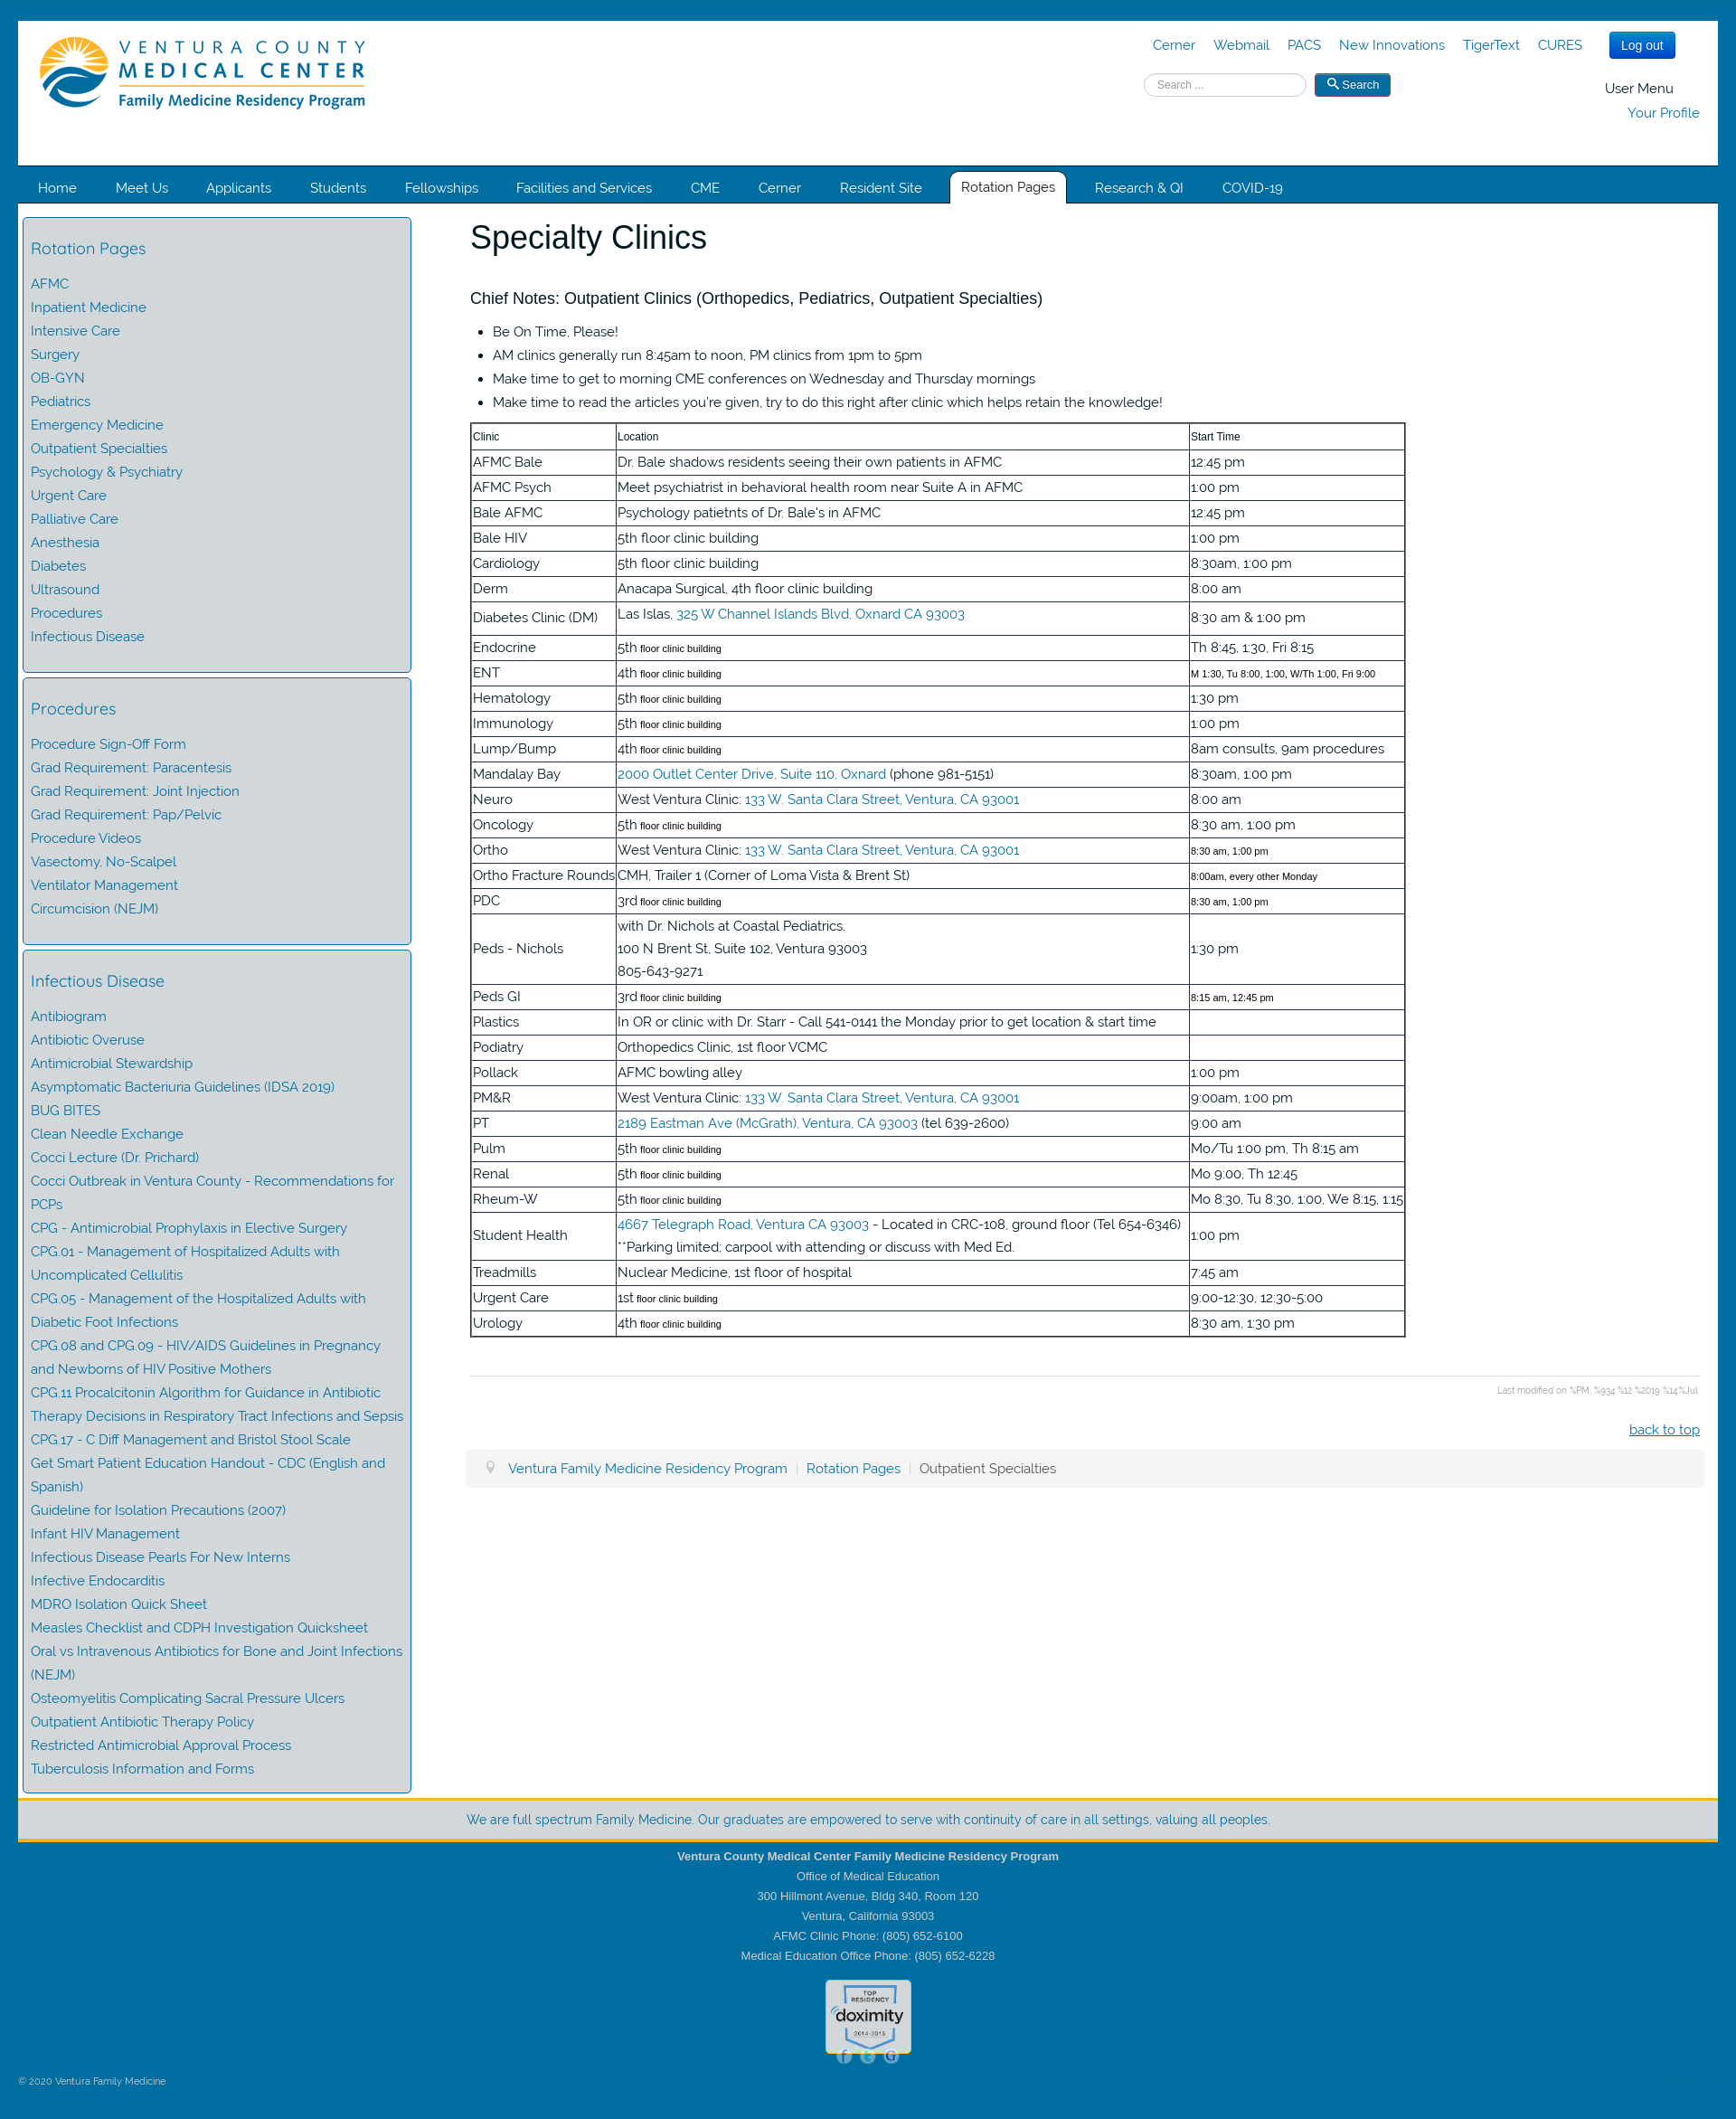 VENTURA COUNTY
MEDICAL CENTER
Family Medicine Residency Program
Cerner Webmail PACS New Innovations TigerText CURES Log out
Search ... Search
User Menu
Your Profile
Home Meet Us Applicants Students Fellowships Facilities and Services CME Cerner Resident Site Rotation Pages Research & QI COVID-19
Rotation Pages
AFMC
Inpatient Medicine
Intensive Care
Surgery
OB-GYN
Pediatrics
Emergency Medicine
Outpatient Specialties
Psychology & Psychiatry
Urgent Care
Palliative Care
Anesthesia
Diabetes
Ultrasound
Procedures
Infectious Disease
Procedures
Procedure Sign-Off Form
Grad Requirement: Paracentesis
Grad Requirement: Joint Injection
Grad Requirement: Pap/Pelvic
Procedure Videos
Vasectomy, No-Scalpel
Ventilator Management
Circumcision (NEJM)
Infectious Disease
Antibiogram
Antibiotic Overuse
Antimicrobial Stewardship
Asymptomatic Bacteriuria Guidelines (IDSA 2019)
BUG BITES
Clean Needle Exchange
Cocci Lecture (Dr. Prichard)
Cocci Outbreak in Ventura County - Recommendations for
PCPs
CPG - Antimicrobial Prophylaxis in Elective Surgery
CPG.01 - Management of Hospitalized Adults with
Uncomplicated Cellulitis
CPG.05 - Management of the Hospitalized Adults with
Diabetic Foot Infections
CPG.08 and CPG.09 - HIV/AIDS Guidelines in Pregnancy
and Newborns of HIV Positive Mothers
CPG.11 Procalcitonin Algorithm for Guidance in Antibiotic
Therapy Decisions in Respiratory Tract Infections and Sepsis
CPG.17 - C Diff Management and Bristol Stool Scale
Get Smart Patient Education Handout - CDC (English and
Spanish)
Guideline for Isolation Precautions (2007)
Infant HIV Management
Infectious Disease Pearls For New Interns
Infective Endocarditis
MDRO Isolation Quick Sheet
Measles Checklist and CDPH Investigation Quicksheet
Oral vs Intravenous Antibiotics for Bone and Joint Infections
(NEJM)
Osteomyelitis Complicating Sacral Pressure Ulcers
Outpatient Antibiotic Therapy Policy
Restricted Antimicrobial Approval Process
Tuberculosis Information and Forms
Specialty Clinics
Chief Notes: Outpatient Clinics (Orthopedics, Pediatrics, Outpatient Specialties)
• Be On Time, Please!
• AM clinics generally run 8:45am to noon, PM clinics from 1pm to 5pm
• Make time to get to morning CME conferences on Wednesday and Thursday mornings
• Make time to read the articles you're given, try to do this right after clinic which helps retain the knowledge!
Clinic Location Start Time
AFMC Bale Dr. Bale shadows residents seeing their own patients in AFMC 12:45 pm
AFMC Psych Meet psychiatrist in behavioral health room near Suite A in AFMC 1:00 pm
Bale AFMC Psychology patietnts of Dr. Bale's in AFMC 12:45 pm
Bale HIV 5th floor clinic building 1:00 pm
Cardiology 5th floor clinic building 8:30am, 1:00 pm
Derm Anacapa Surgical, 4th floor clinic building 8:00 am
Diabetes Clinic (DM) Las Islas, 325 W Channel Islands Blvd, Oxnard CA 93003 8:30 am & 1:00 pm
Endocrine 5th floor clinic building Th 8:45, 1:30, Fri 8:15
ENT 4th floor clinic building M 1:30, Tu 8:00, 1:00, W/Th 1:00, Fri 9:00
Hematology 5th floor clinic building 1:30 pm
Immunology 5th floor clinic building 1:00 pm
Lump/Bump 4th floor clinic building 8am consults, 9am procedures
Mandalay Bay 2000 Outlet Center Drive, Suite 110, Oxnard (phone 981-5151) 8:30am, 1:00 pm
Neuro West Ventura Clinic: 133 W. Santa Clara Street, Ventura, CA 93001 8:00 am
Oncology 5th floor clinic building 8:30 am, 1:00 pm
Ortho West Ventura Clinic: 133 W. Santa Clara Street, Ventura, CA 93001 8:30 am, 1:00 pm
Ortho Fracture Rounds CMH, Trailer 1 (Corner of Loma Vista & Brent St) 8:00am, every other Monday
PDC 3rd floor clinic building 8:30 am, 1:00 pm
with Dr. Nichols at Coastal Pediatrics,
Peds - Nichols 100 N Brent St, Suite 102, Ventura 93003 1:30 pm
805-643-9271
Peds GI 3rd floor clinic building 8:15 am, 12:45 pm
Plastics In OR or clinic with Dr. Starr - Call 541-0141 the Monday prior to get location & start time
Podiatry Orthopedics Clinic, 1st floor VCMC
Pollack AFMC bowling alley 1:00 pm
PM&R West Ventura Clinic: 133 W. Santa Clara Street, Ventura, CA 93001 9:00am, 1:00 pm
PT 2189 Eastman Ave (McGrath), Ventura, CA 93003 (tel 639-2600) 9:00 am
Pulm 5th floor clinic building Mo/Tu 1:00 pm, Th 8:15 am
Renal 5th floor clinic building Mo 9:00, Th 12:45
Rheum-W 5th floor clinic building Mo 8:30, Tu 8:30, 1:00, We 8:15, 1:15
Student Health 4667 Telegraph Road, Ventura CA 93003 - Located in CRC-108, ground floor (Tel 654-6346) 1:00 pm
**Parking limited; carpool with attending or discuss with Med Ed.
Treadmills Nuclear Medicine, 1st floor of hospital 7:45 am
Urgent Care 1st floor clinic building 9:00-12:30, 12:30-5:00
Urology 4th floor clinic building 8:30 am, 1:30 pm
Last modified on %PM, %934 %12 %2019 %14:%Jul
back to top
Ventura Family Medicine Residency Program | Rotation Pages | Outpatient Specialties
We are full spectrum Family Medicine. Our graduates are empowered to serve with continuity of care in all settings, valuing all peoples.
Ventura County Medical Center Family Medicine Residency Program
Office of Medical Education
300 Hillmont Avenue, Bldg 340, Room 120
Ventura, California 93003
AFMC Clinic Phone: (805) 652-6100
Medical Education Office Phone: (805) 652-6228
TOP
RESIDENCY
doximity
2014-2015
f t G
© 2020 Ventura Family Medicine